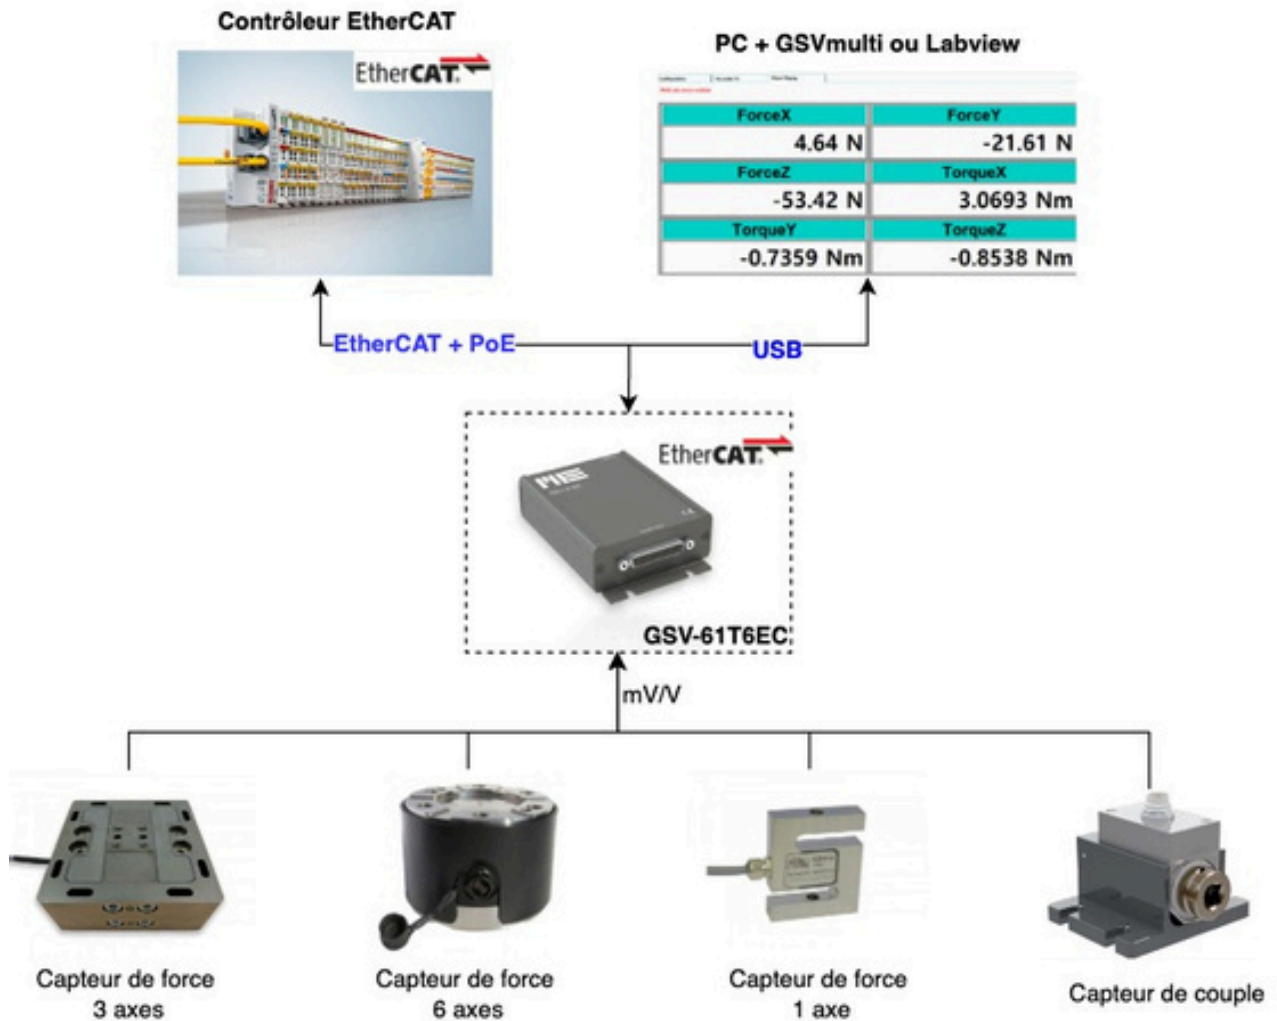 Contrôleur EtherCAT
EtherCAT
PC + GSVmulti ou Labview
ForceX
ForceY
4.64 N
-21.61 N
ForceZ
TorqueX
-53.42 N
3.0693 Nm
TorqueY
TorqueZ
-0.7359 Nm
-0.8538 Nm
EtherCAT + PoE
USB
EtherCAT
GSV-61T6EC
mV/V
Capteur de force
3 axes
Capteur de force
6 axes
Capteur de force
1 axe
Capteur de couple